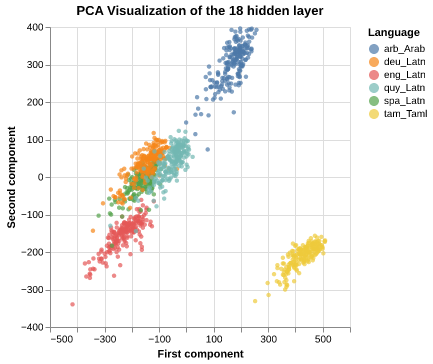 PCA Visualization of the 18 hidden layer
Language
arb_Arab
deu_Latn
eng_Latn
quy_Latn
spa_Latn
tam_Taml
Second component
400
300
200
100
0
−100
−200
−300
−400
−500
−300
−100
100
300
500
First component